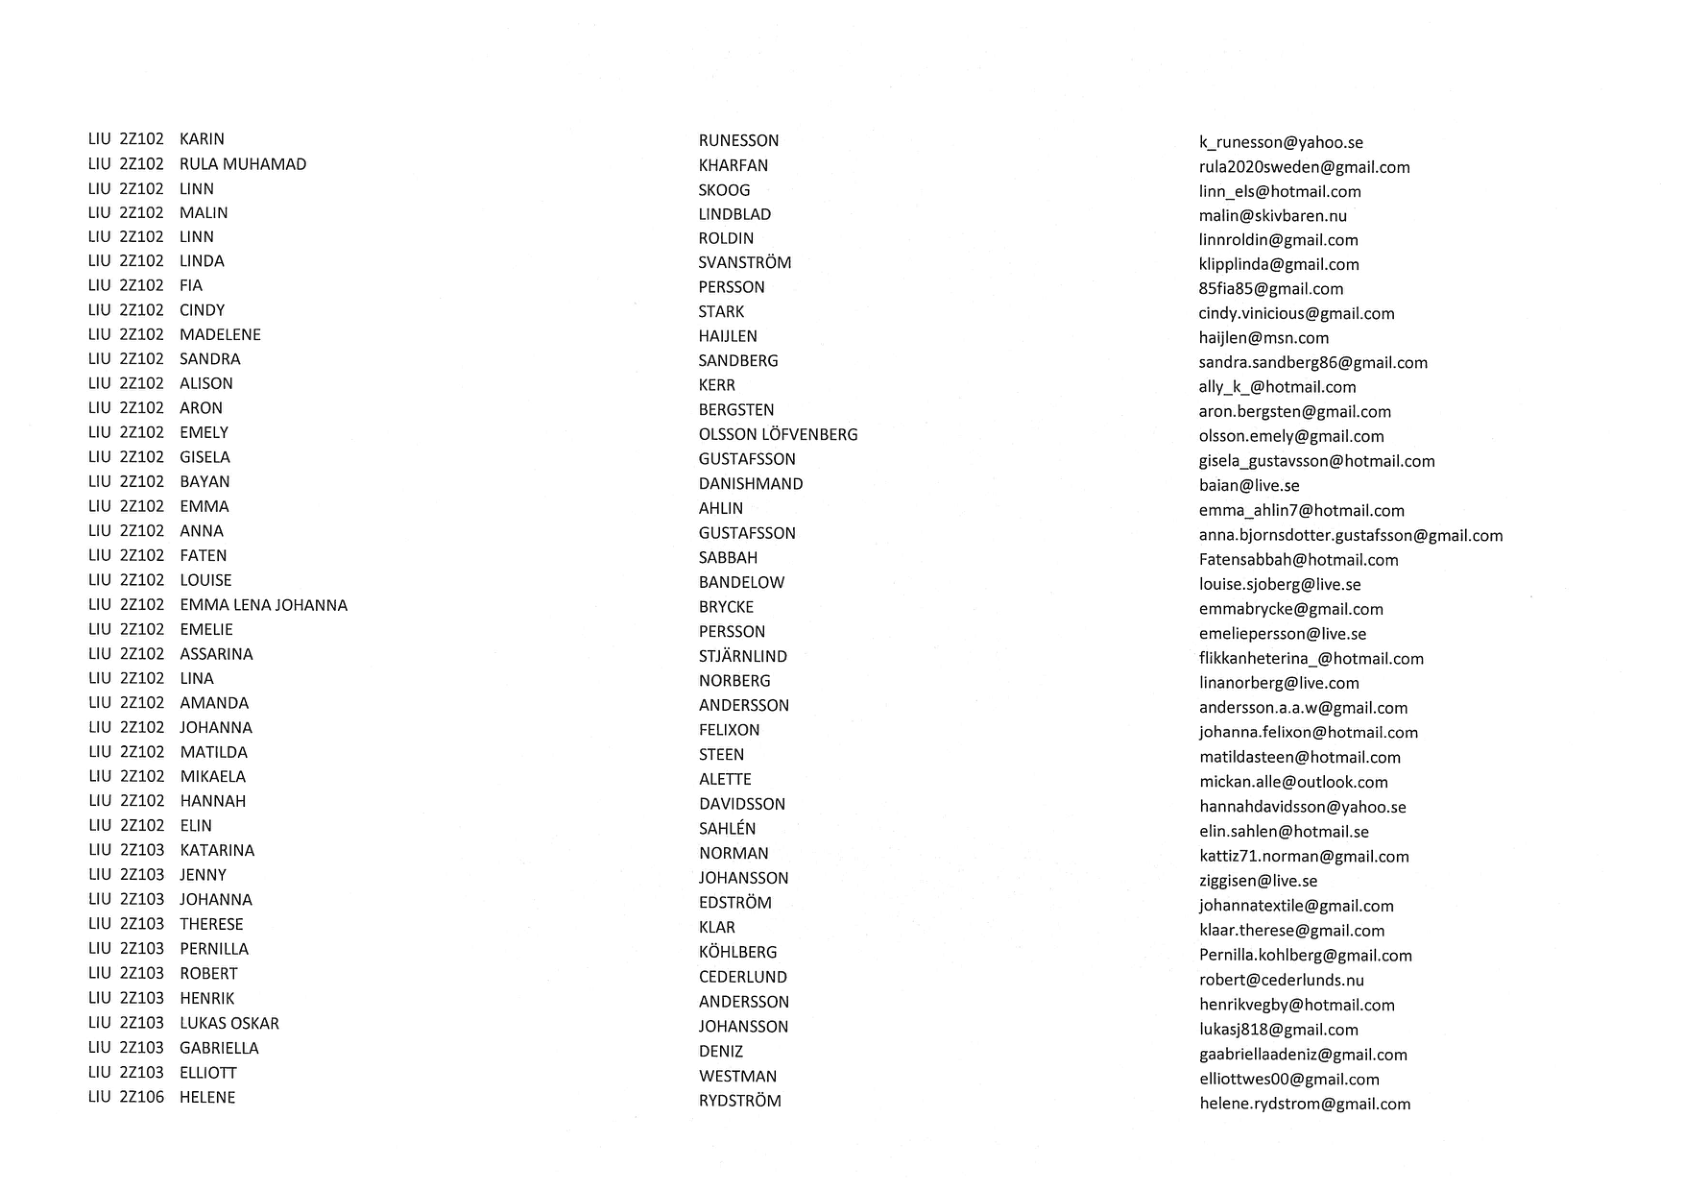 LIU 2Z102 KARIN RUNESSON k_runesson@yahoo.se
LIU 2Z102 RULA MUHAMAD KHARFAN rula2020sweden@gmail.com
LIU 2Z102 LINN SKOOG linn_els@hotmail.com
LIU 2Z102 MALIN LINDBLAD malin@skivbaren.nu
LIU 2Z102 LINN ROLDIN linnroldin@gmail.com
LIU 2Z102 LINDA SVANSTRÖM klipplinda@gmail.com
LIU 2Z102 FIA PERSSON 85fia85@gmail.com
LIU 2Z102 CINDY STARK cindy.vinicious@gmail.com
LIU 2Z102 MADELENE HAIJLEN haijlen@msn.com
LIU 2Z102 SANDRA SANDBERG sandra.sandberg86@gmail.com
LIU 2Z102 ALISON KERR ally_k_@hotmail.com
LIU 2Z102 ARON BERGSTEN aron.bergsten@gmail.com
LIU 2Z102 EMELY OLSSON LÖFVENBERG olsson.emely@gmail.com
LIU 2Z102 GISELA GUSTAFSSON gisela_gustavsson@hotmail.com
LIU 2Z102 BAYAN DANISHMAND baian@live.se
LIU 2Z102 EMMA AHLIN emma_ahlin7@hotmail.com
LIU 2Z102 ANNA GUSTAFSSON anna.bjornsdotter.gustafsson@gmail.com
LIU 2Z102 FATEN SABBAH Fatensabbah@hotmail.com
LIU 2Z102 LOUISE BANDELOW louise.sjoberg@live.se
LIU 2Z102 EMMA LENA JOHANNA BRYCKE emmabrycke@gmail.com
LIU 2Z102 EMELIE PERSSON emeliepersson@live.se
LIU 2Z102 ASSARINA STJÄRNLIND flikkanheterina_@hotmail.com
LIU 2Z102 LINA NORBERG linanorberg@live.com
LIU 2Z102 AMANDA ANDERSSON andersson.a.a.w@gmail.com
LIU 2Z102 JOHANNA FELIXON johanna.felixon@hotmail.com
LIU 2Z102 MATILDA STEEN matildasteen@hotmail.com
LIU 2Z102 MIKAELA ALETTE mickan.alle@outlook.com
LIU 2Z102 HANNAH DAVIDSSON hannahdavidsson@yahoo.se
LIU 2Z102 ELIN SAHLÉN elin.sahlen@hotmail.se
LIU 2Z103 KATARINA NORMAN kattiz71.norman@gmail.com
LIU 2Z103 JENNY JOHANSSON ziggisen@live.se
LIU 2Z103 JOHANNA EDSTRÖM johannatextile@gmail.com
LIU 2Z103 THERESE KLAR klaar.therese@gmail.com
LIU 2Z103 PERNILLA KÖHLBERG Pernilla.kohlberg@gmail.com
LIU 2Z103 ROBERT CEDERLUND robert@cederlunds.nu
LIU 2Z103 HENRIK ANDERSSON henrikvegby@hotmail.com
LIU 2Z103 LUKAS OSKAR JOHANSSON lukasj818@gmail.com
LIU 2Z103 GABRIELLA DENIZ gaabriellaadeniz@gmail.com
LIU 2Z103 ELLIOTT WESTMAN elliottwes00@gmail.com
LIU 2Z106 HELENE RYDSTRÖM helene.rydstrom@gmail.com